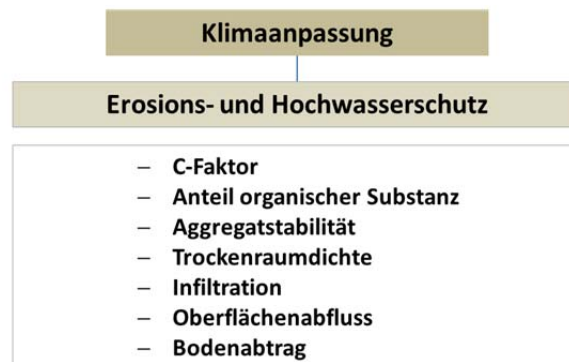 Klimaanpassung
Erosions- und Hochwasserschutz
– C-Faktor
– Anteil organischer Substanz
– Aggregatstabilität
– Trockenraumdichte
– Infiltration
– Oberflächenabfluss
– Bodenabtrag